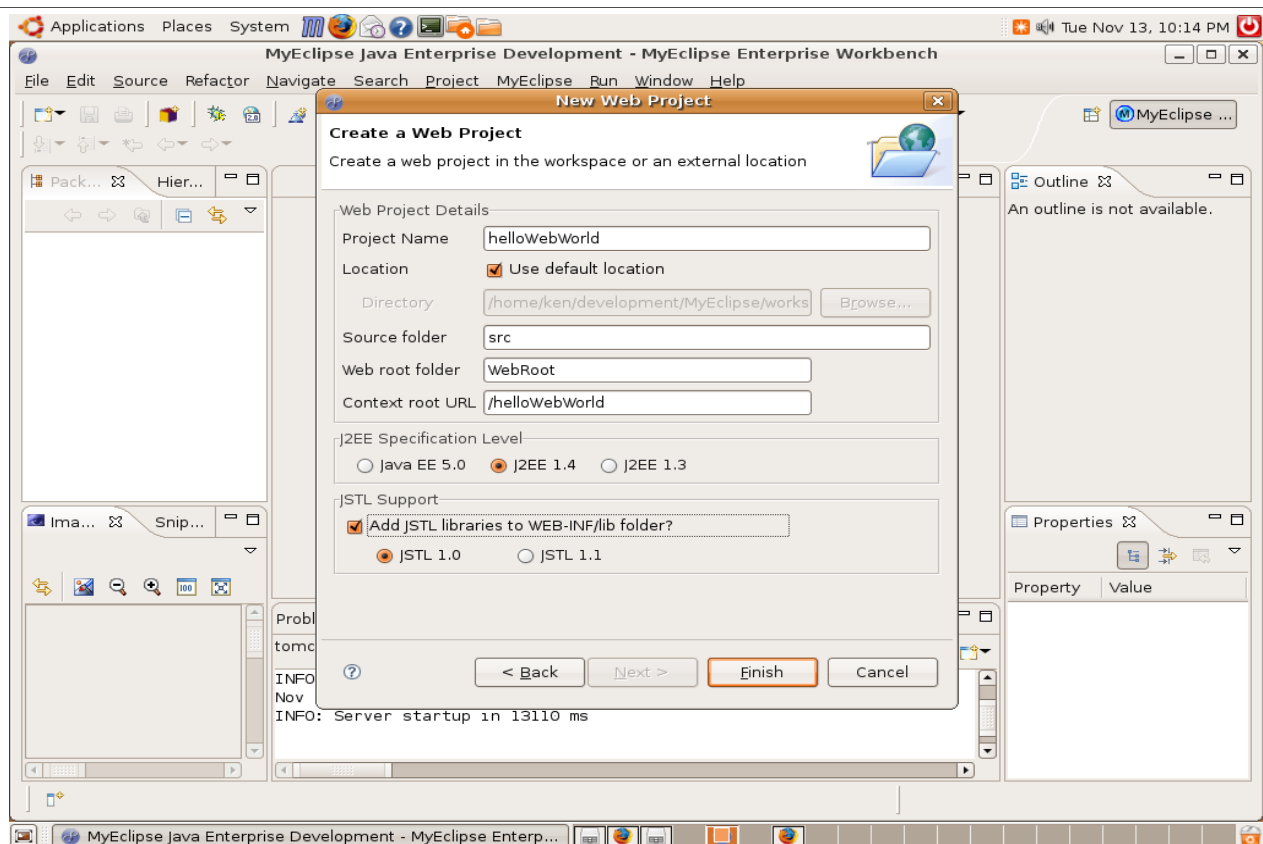 Applications Places System
Tue Nov 13, 10:14 PM
MyEclipse Java Enterprise Development - MyEclipse Enterprise Workbench
File Edit Source Refactor Navigate Search Project MyEclipse Run Window Help
New Web Project
MyEclipse ...
Create a Web Project
Create a web project in the workspace or an external location
Pack... Hier...
Outline
An outline is not available.
Web Project Details
Project Name helloWebWorld
Location Use default location
Directory /home/ken/development/MyEclipse/works Browse...
Source folder src
Web root folder WebRoot
Context root URL /helloWebWorld
J2EE Specification Level
Java EE 5.0 J2EE 1.4 J2EE 1.3
JSTL Support
Add JSTL libraries to WEB-INF/lib folder?
JSTL 1.0 JSTL 1.1
Ima... Snip...
100
Properties
Property Value
Probl
tomc
< Back Next > Finish Cancel
INFO
Nov
INFO: Server startup in 13110 ms
MyEclipse Java Enterprise Development - MyEclipse Enterp...